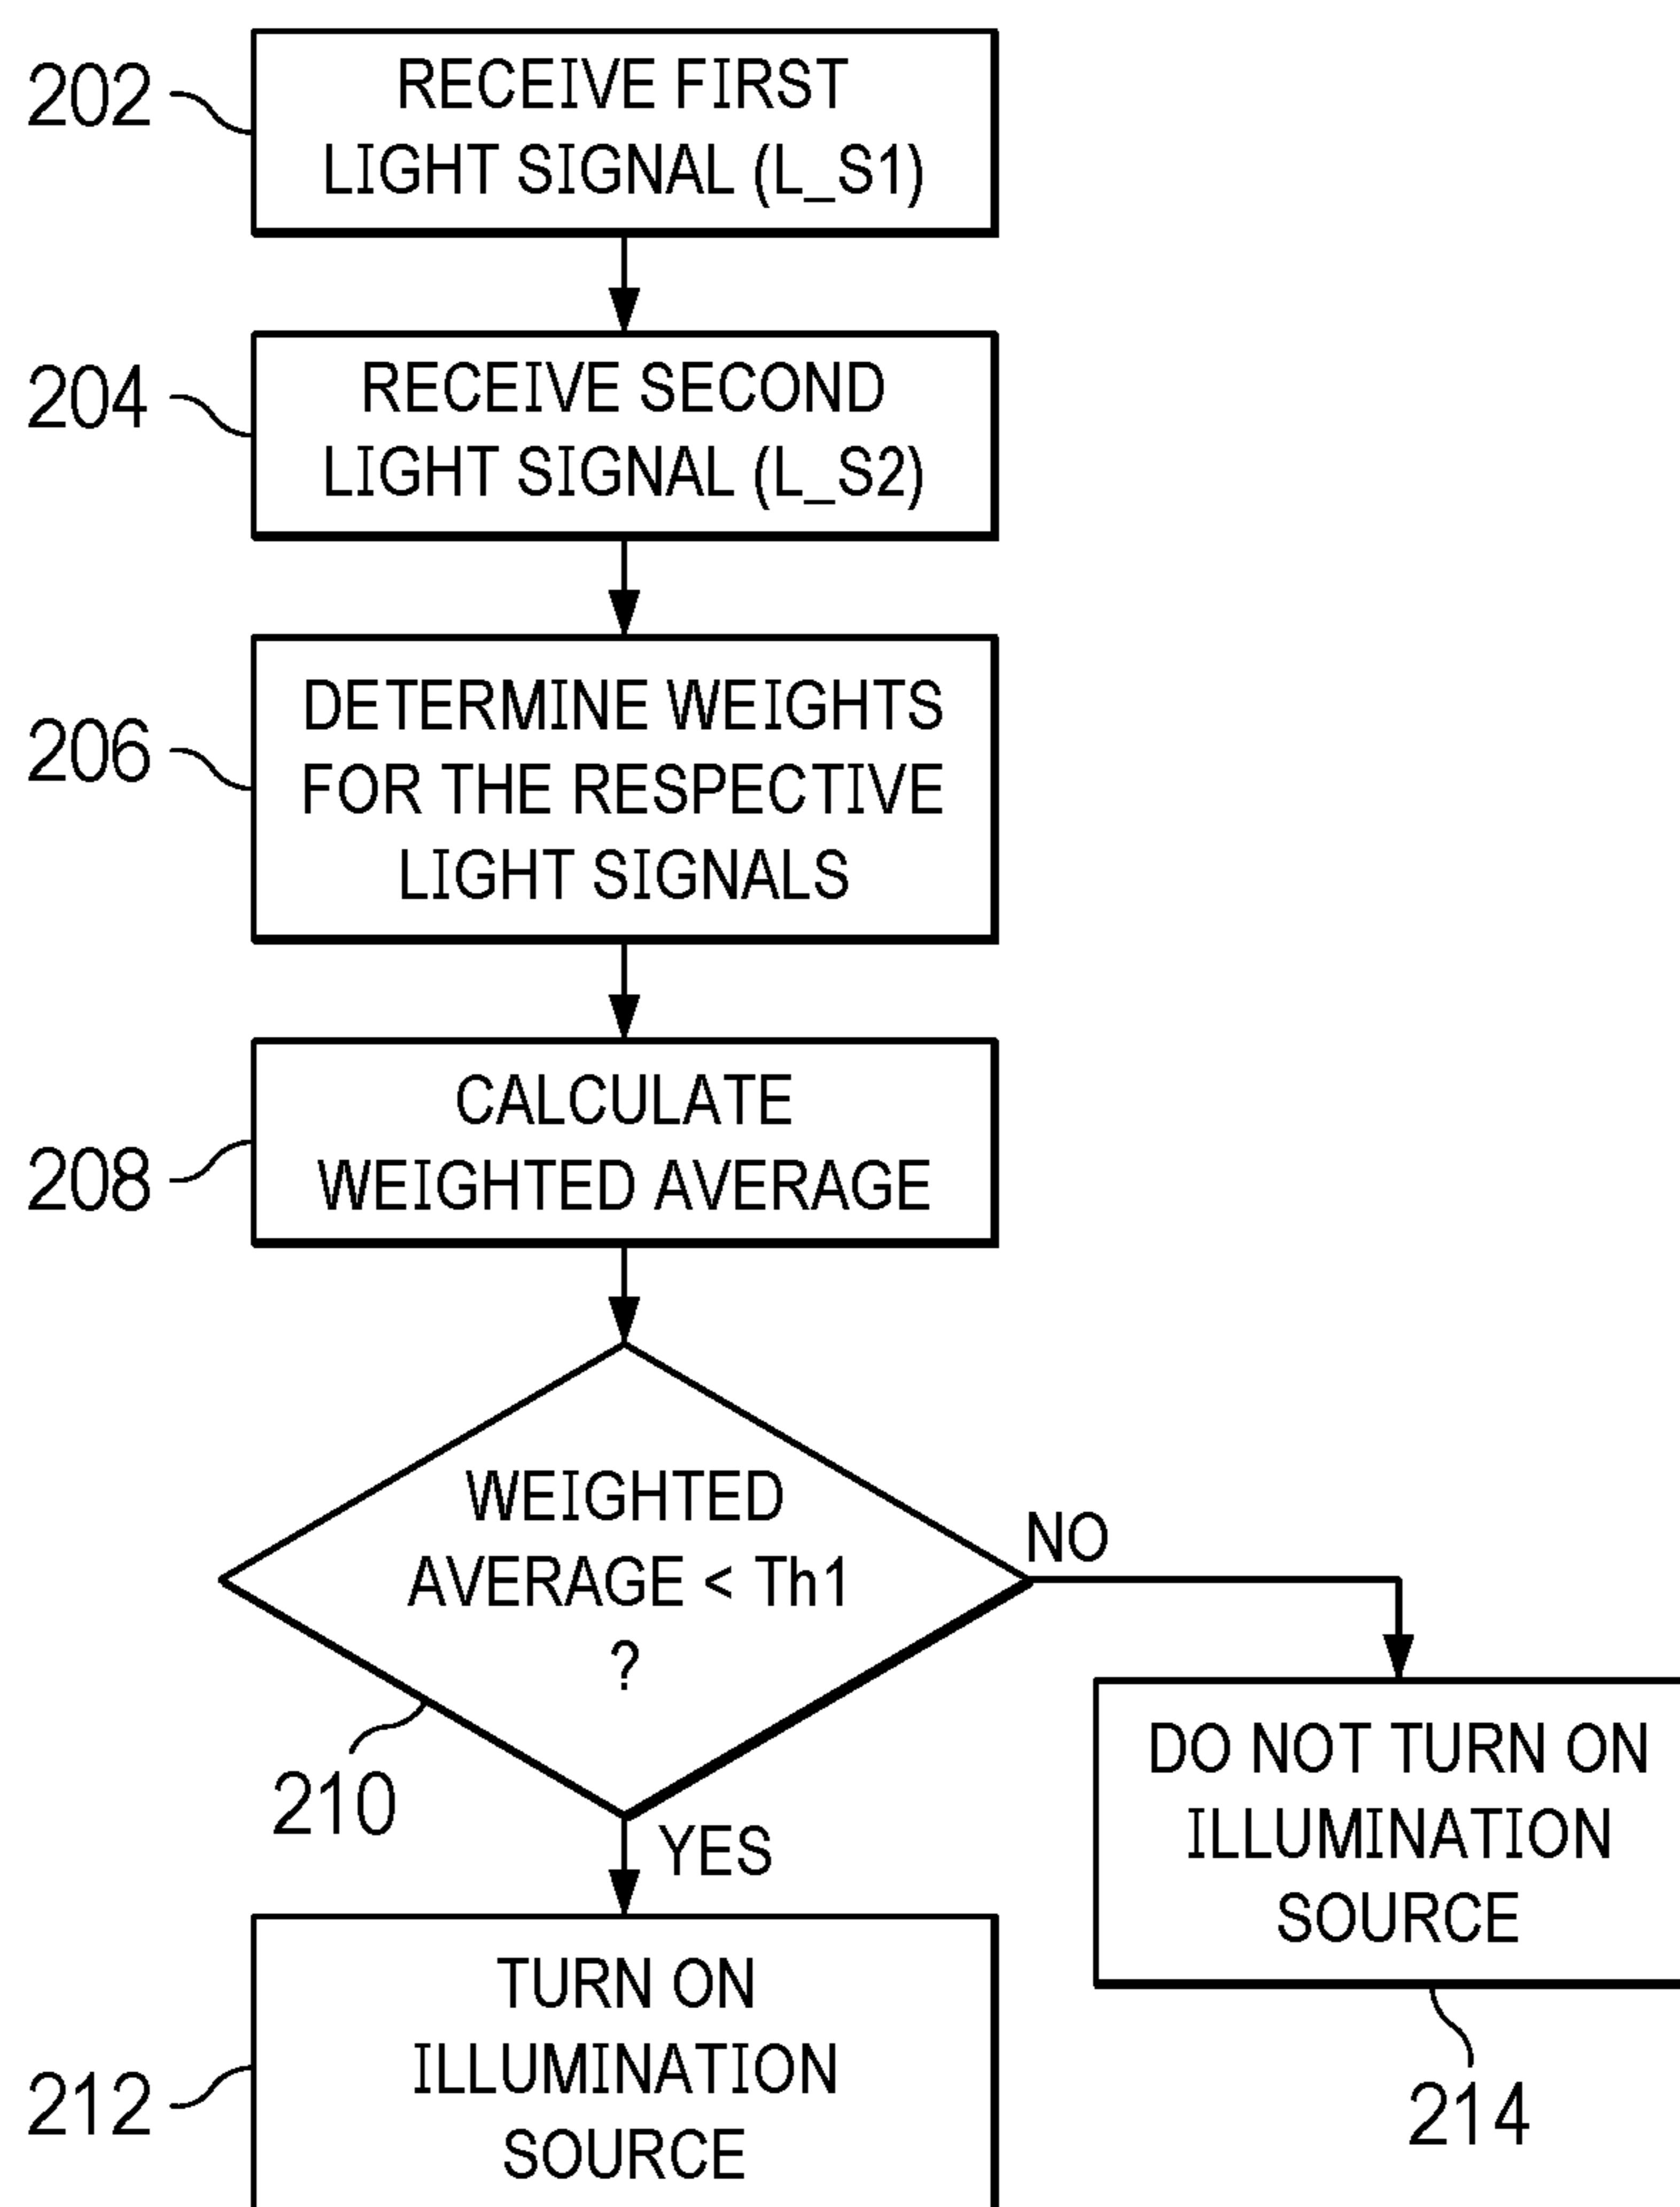 202
RECEIVE FIRST
LIGHT SIGNAL (L_S1)
204
RECEIVE SECOND
LIGHT SIGNAL (L_S2)
206
DETERMINE WEIGHTS
FOR THE RESPECTIVE
LIGHT SIGNALS
208
CALCULATE
WEIGHTED AVERAGE
WEIGHTED
AVERAGE < Th1
?
210
NO
YES
DO NOT TURN ON
ILLUMINATION
SOURCE
214
212
TURN ON
ILLUMINATION
SOURCE